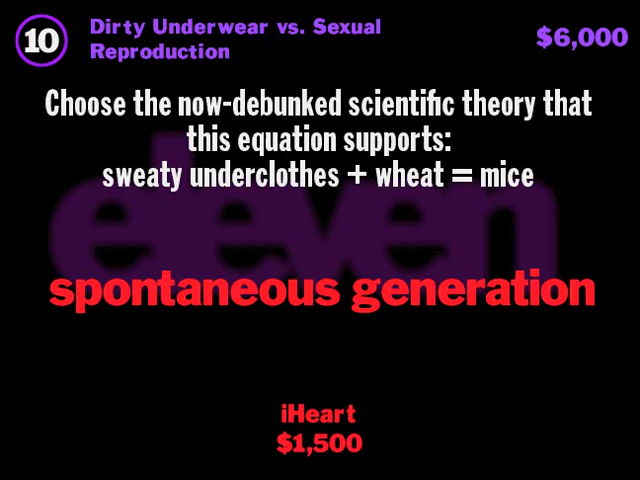 10
Dirty Underwear vs. Sexual
Reproduction
$6,000
Choose the now-debunked scientific theory that
this equation supports:
sweaty underclothes + wheat = mice
eleven
spontaneous generation
iHeart
$1,500